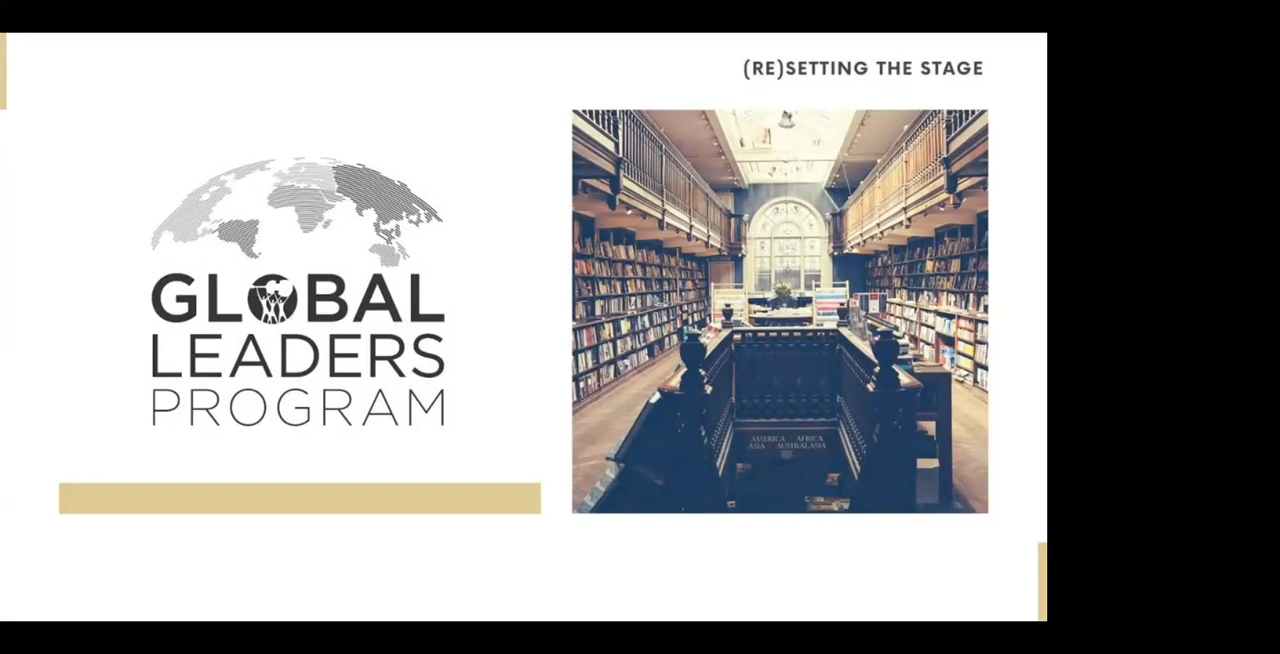 (RE)SETTING THE STAGE
GLOBAL
LEADERS
PROGRAM
AMERICA AFRICA
ASIA AUSTRALASIA